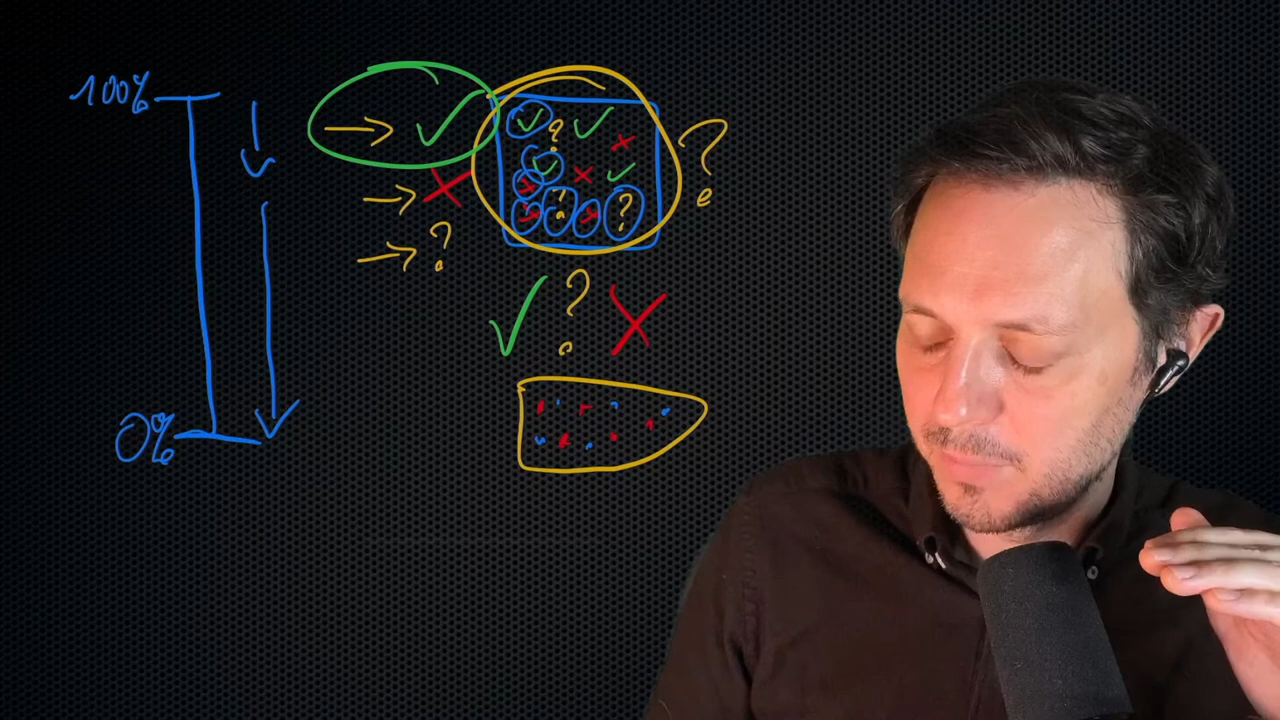 100%
→ ✓
✓ ? ✓ ✗
✓ ✗ ✓ ?
→ ✗
✗
✗ ? ✗ ?
→ ?
✓ ? ✗
0%